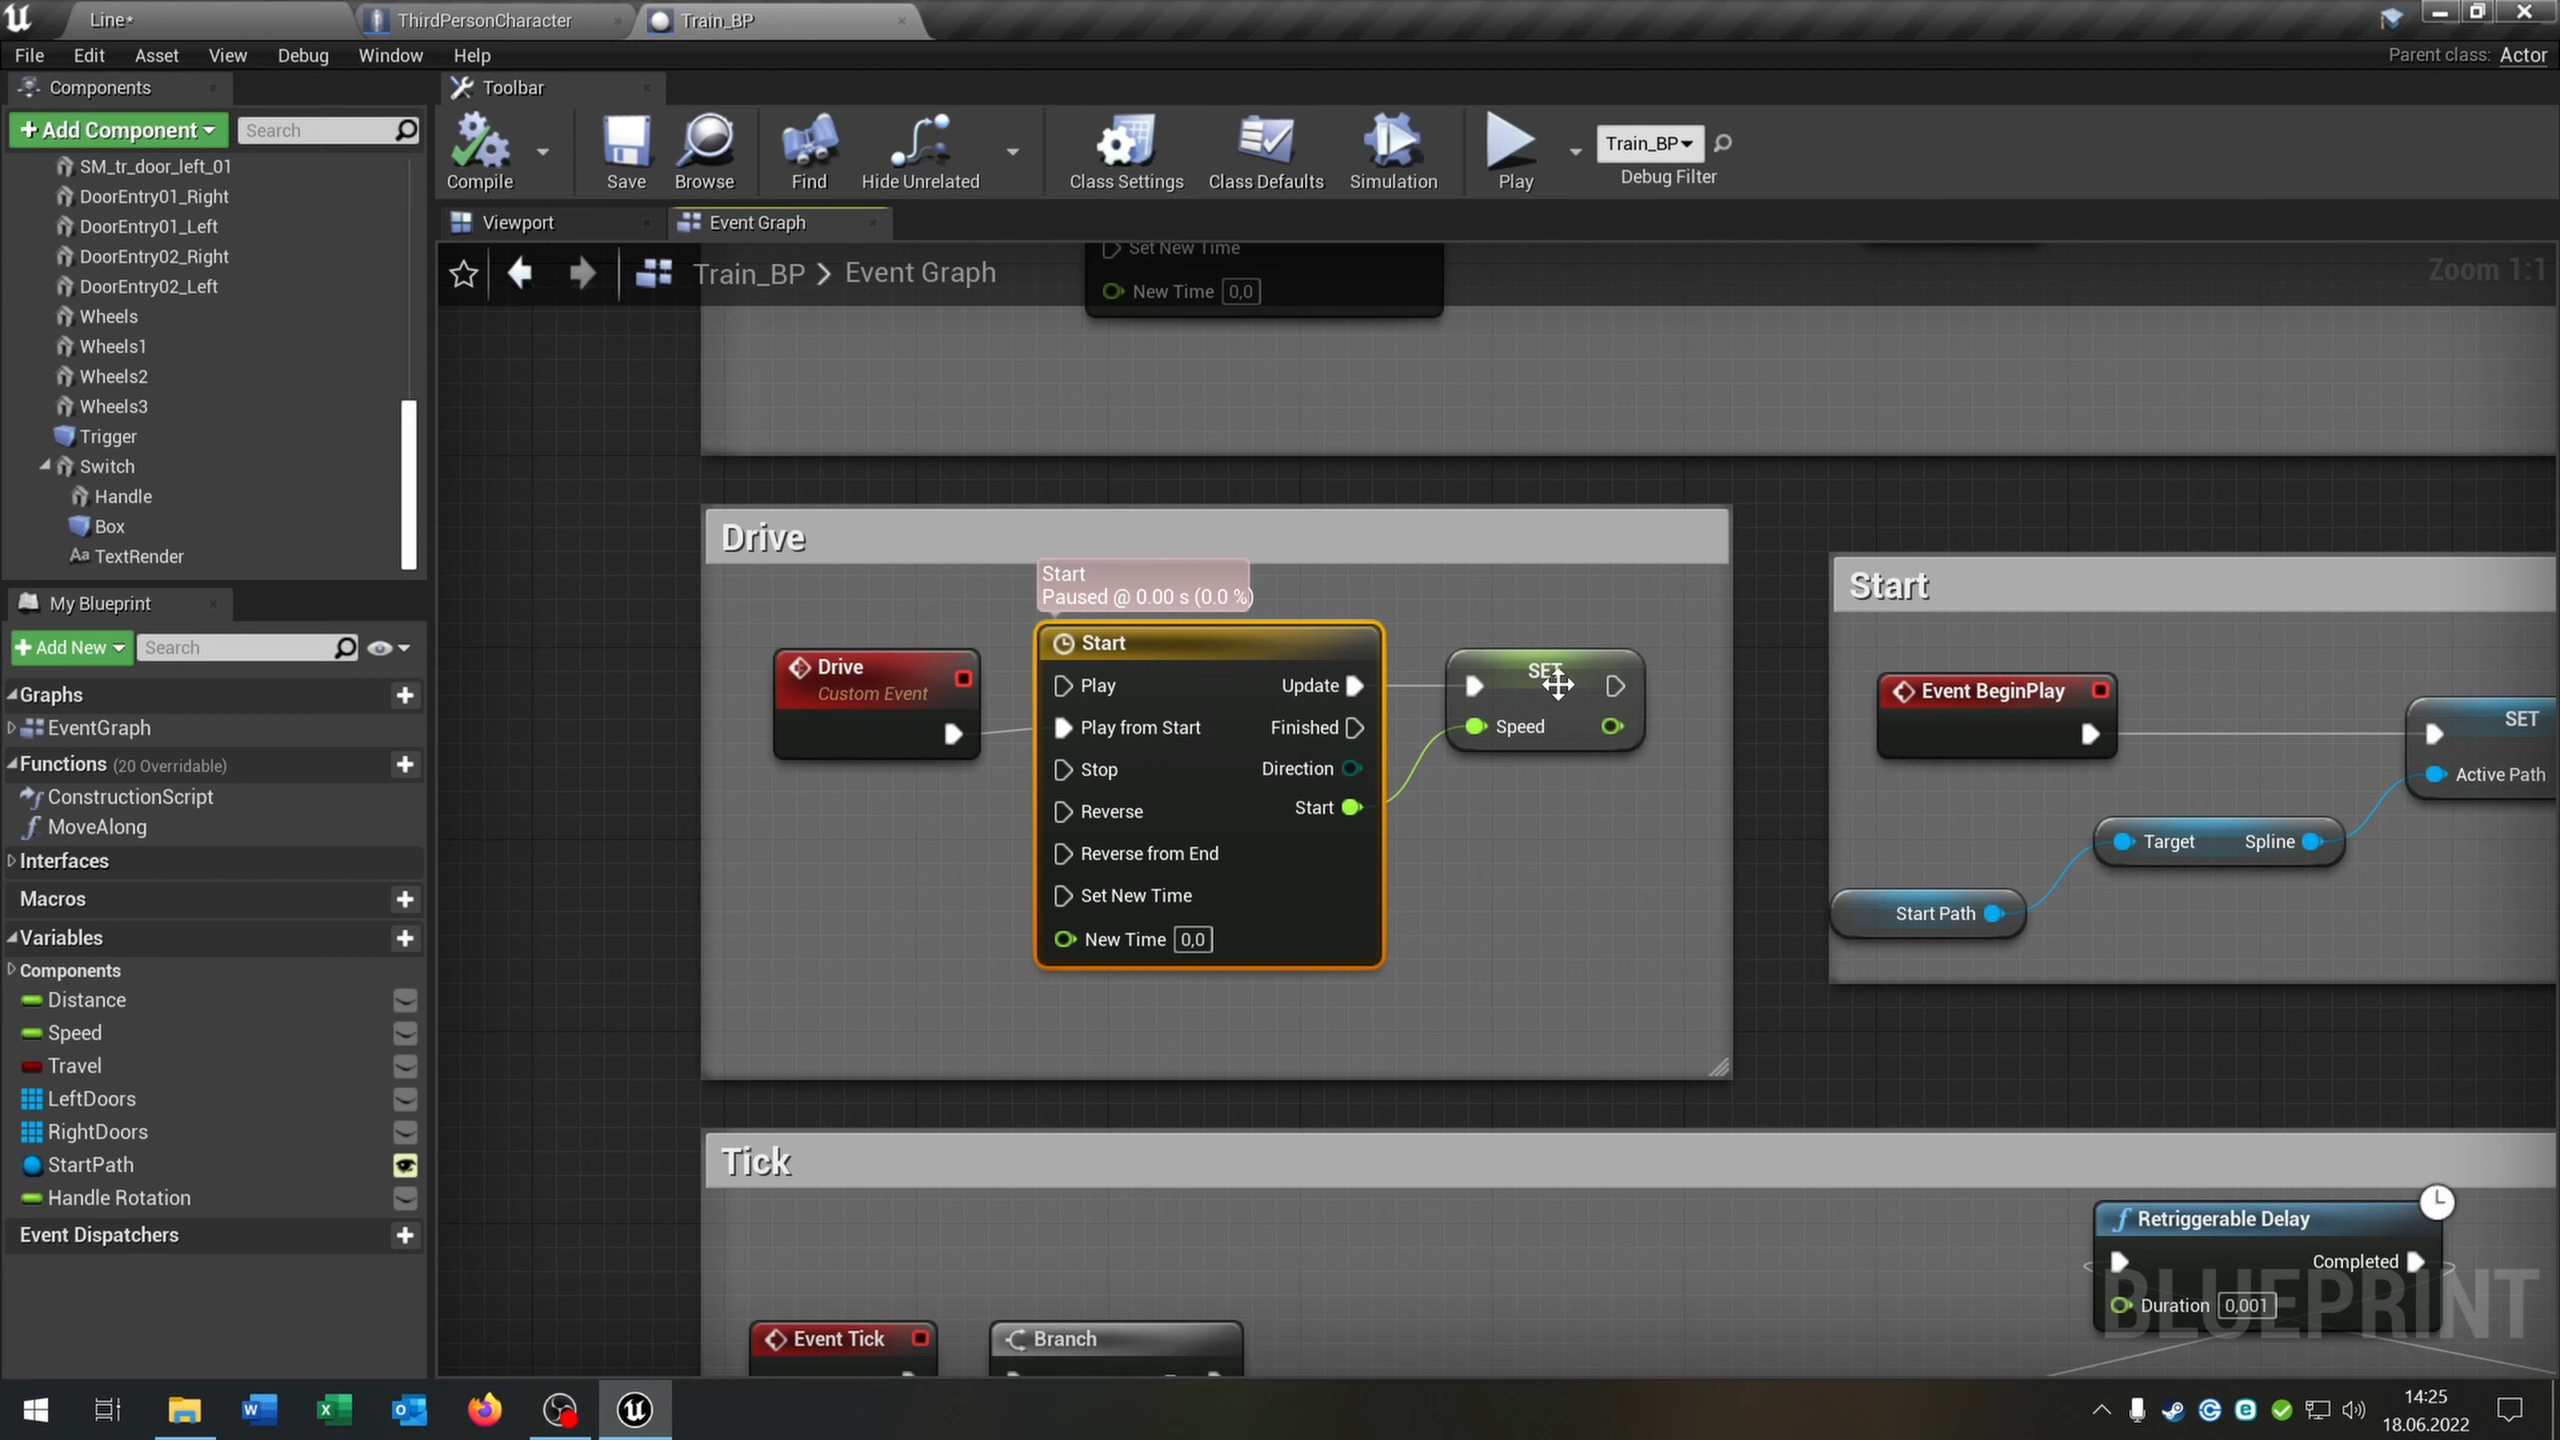 Line*
ThirdPersonCharacter
Train_BP
File Edit Asset View Debug Window Help
Parent class: Actor
Components
Toolbar
+ Add Component
Search
Compile
Save
Browse
Find
Hide Unrelated
Class Settings
Class Defaults
Simulation
Play
Train_BP
Debug Filter
SM_tr_door_left_01
DoorEntry01_Right
DoorEntry01_Left
DoorEntry02_Right
DoorEntry02_Left
Wheels
Wheels1
Wheels2
Wheels3
Trigger
Switch
Handle
Box
Aa TextRender
Viewport
Event Graph
Train_BP > Event Graph
Zoom 1:1
Set New Time
New Time 0,0
My Blueprint
+ Add New
Search
Graphs
EventGraph
Functions (20 Overridable)
ConstructionScript
MoveAlong
Interfaces
Macros
Variables
Components
Distance
Speed
Travel
LeftDoors
RightDoors
StartPath
Handle Rotation
Event Dispatchers
Drive
Start
Paused @ 0.00 s (0.0 %)
Drive
Custom Event
Start
Play
Update
Play from Start
Finished
Stop
Direction
Reverse
Start
Reverse from End
Set New Time
New Time 0,0
SET
Speed
Start
Event BeginPlay
SET
Active Path
Target
Spline
Start Path
Tick
Event Tick
Branch
Retriggerable Delay
Completed
Duration 0,001
BLUEPRINT
14:25
18.06.2022